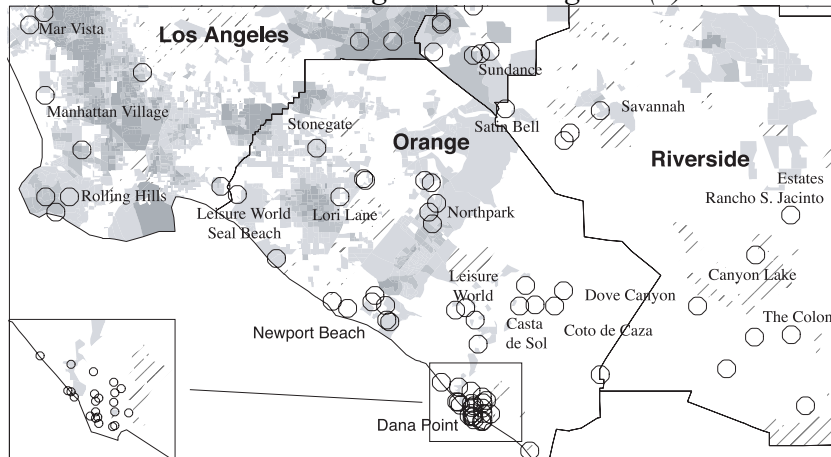 Mar Vista
Los Angeles
Sundance
Manhattan Village
Savannah
Stonegate
Satin Bell
Orange
Riverside
Estates
Rancho S. Jacinto
Rolling Hills
Leisure World
Seal Beach
Lori Lane
Northpark
Canyon Lake
Leisure
World
Dove Canyon
The Colon
Newport Beach
Casta
de Sol
Coto de Caza
Dana Point